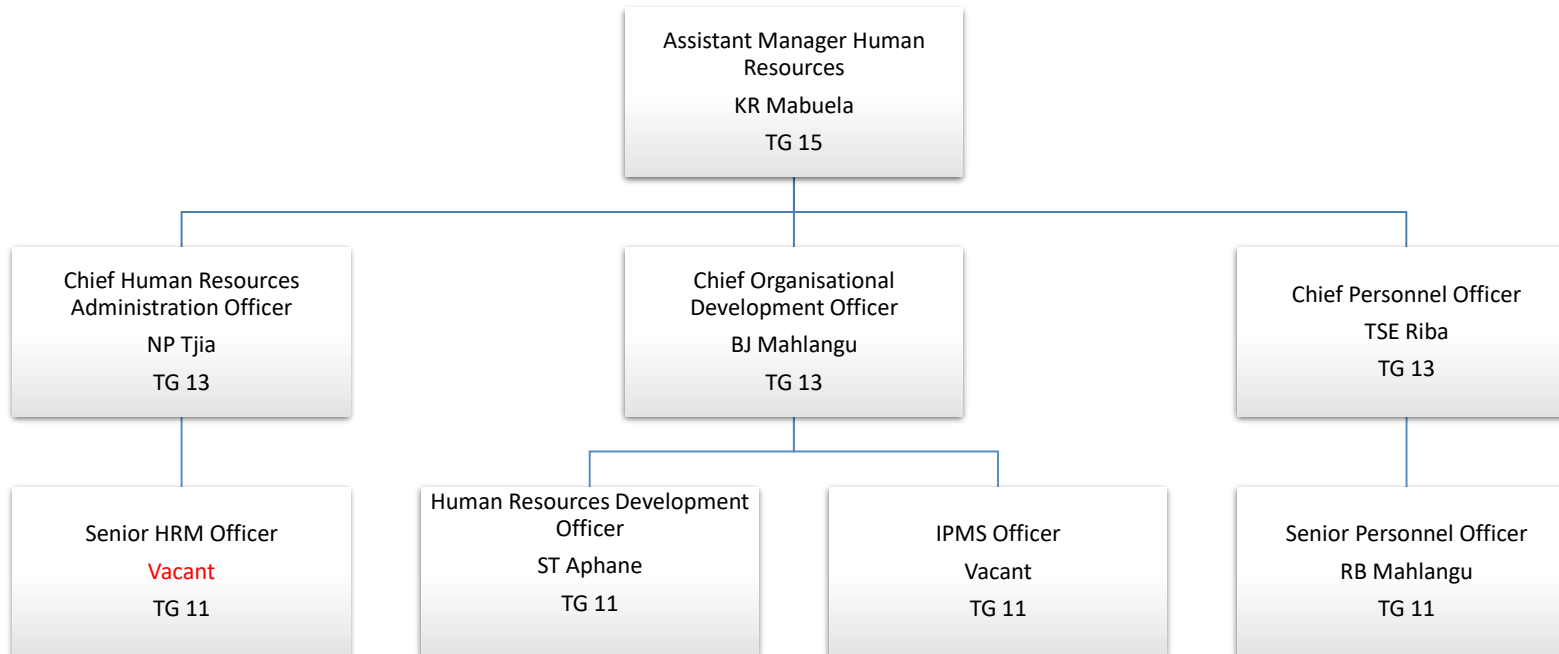 Assistant Manager Human
Resources
KR Mabuela
TG 15
Chief Human Resources
Administration Officer
NP Tjia
TG 13
Chief Organisational
Development Officer
BJ Mahlangu
TG 13
Chief Personnel Officer
TSE Riba
TG 13
Senior HRM Officer
Vacant
TG 11
Human Resources Development
Officer
ST Aphane
TG 11
IPMS Officer
Vacant
TG 11
Senior Personnel Officer
RB Mahlangu
TG 11